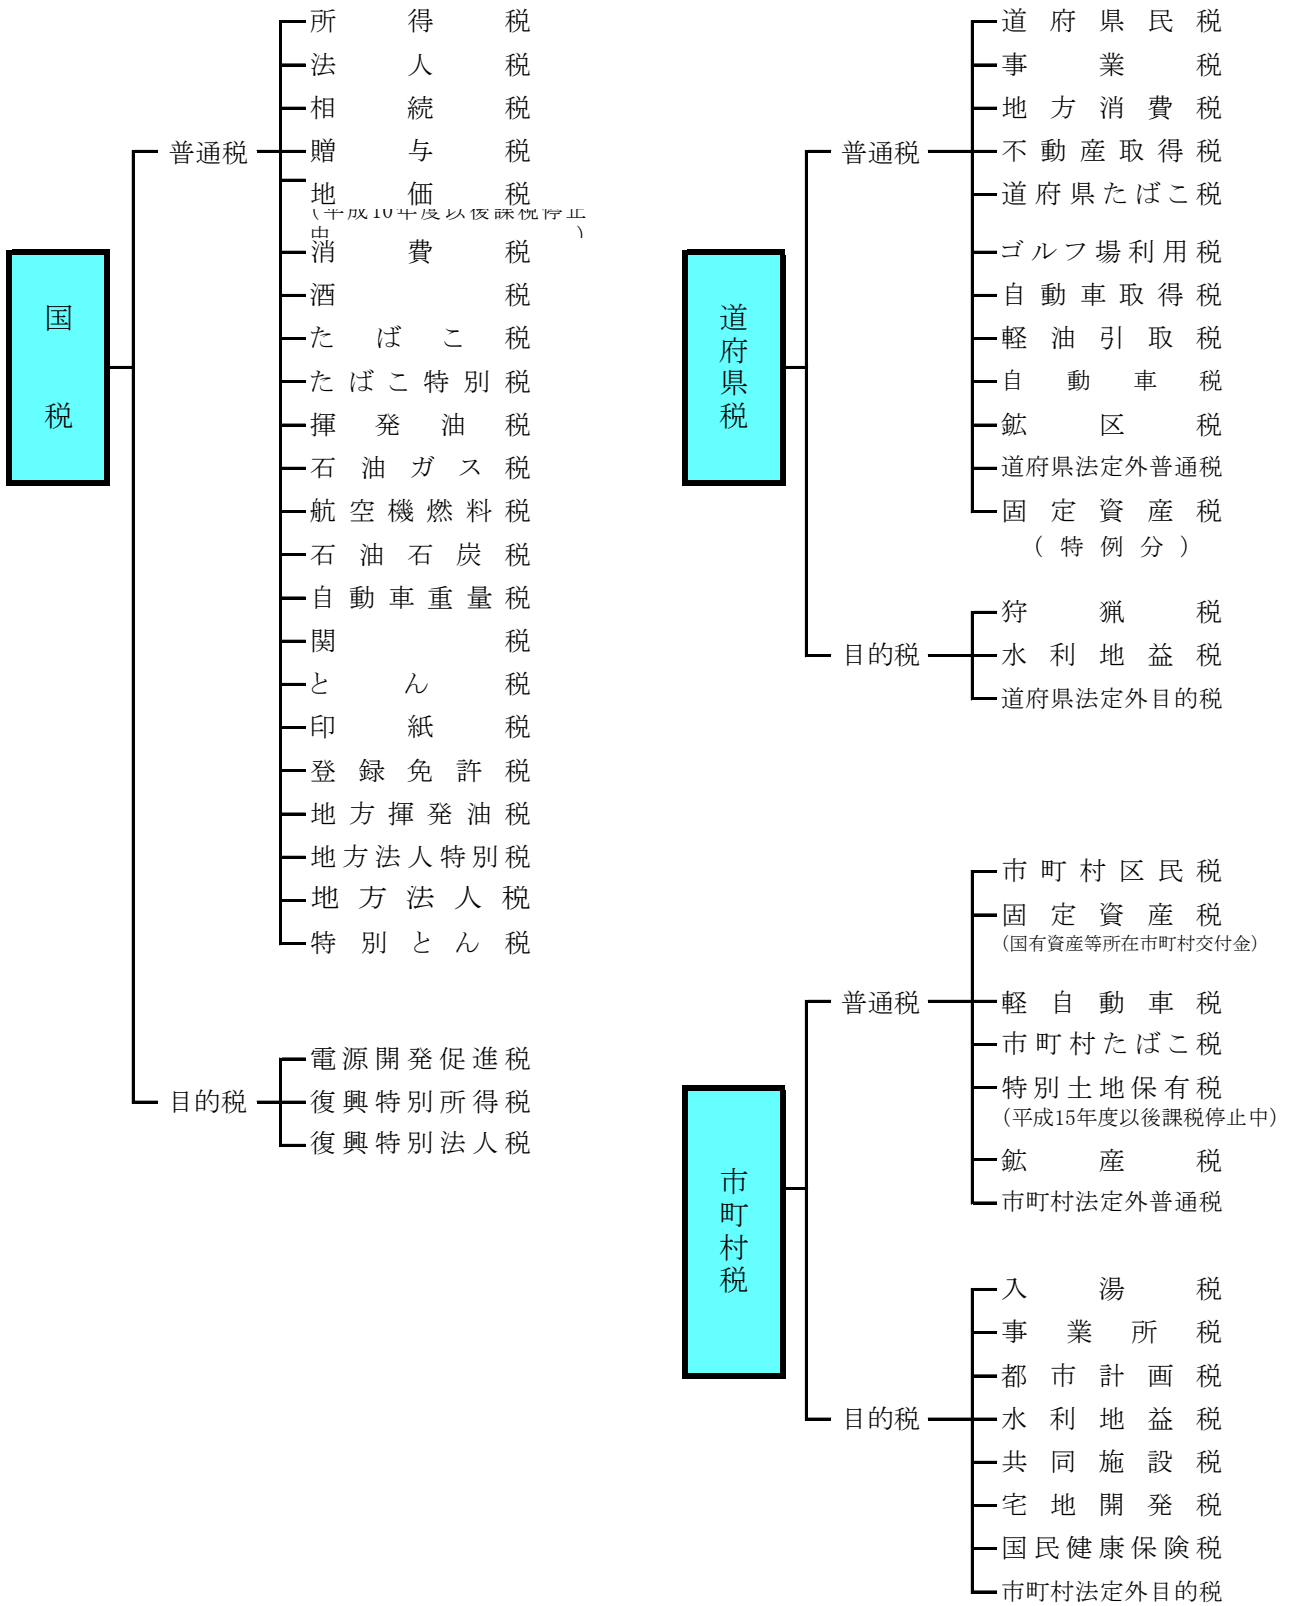 国税
普通税
所得税
法人税
相続税
贈与税
地価税
(平成10年度以後課税停止
中)
消費税
酒税
たばこ税
たばこ特別税
揮発油税
石油ガス税
航空機燃料税
石油石炭税
自動車重量税
関税
とん税
印紙税
登録免許税
地方揮発油税
地方法人特別税
地方法人税
特別とん税
目的税
電源開発促進税
復興特別所得税
復興特別法人税
道府県税
普通税
道府県民税
事業税
地方消費税
不動産取得税
道府県たばこ税
ゴルフ場利用税
自動車取得税
軽油引取税
自動車税
鉱区税
道府県法定外普通税
固定資産税
(特例分)
目的税
狩猟税
水利地益税
道府県法定外目的税
市町村税
普通税
市町村区民税
固定資産税
(国有資産等所在市町村交付金)
軽自動車税
市町村たばこ税
特別土地保有税
(平成15年度以後課税停止中)
鉱産税
市町村法定外普通税
目的税
入湯税
事業所税
都市計画税
水利地益税
共同施設税
宅地開発税
国民健康保険税
市町村法定外目的税